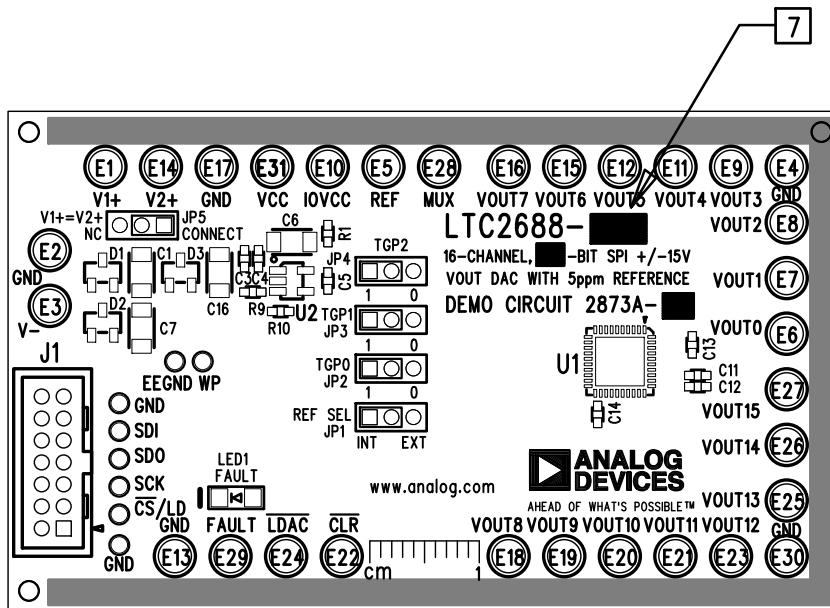 7
E1 E14 E17 E31 E10 E5 E28 E16 E15 E12 E11 E9 E4
V1+ V2+ GND VCC IOVCC REF MUX VOUT7 VOUT6 VOUT5 VOUT4 VOUT3 GND
V1+=V2+ JP5
NC CONNECT
C6 R1
LTC2688-
VOUT2 E8
E2
GND
D1 C1 D3 C16 C3 C4
JP4 TGP2
C5
1 0
16-CHANNEL, -BIT SPI +/-15V
VOUT DAC WITH 5ppm REFERENCE
VOUT1 E7
E3
V-
D2 C7
R9
R10
U2
TGP1
JP3
1 0
DEMO CIRCUIT 2873A-
VOUT0 E6
J1
EEGND WP
TGP0
JP2
1 0
U1
C13
C11
C12
C14
E27
VOUT15
GND
SDI
SDO
SCK
CS/LD
GND
REF SEL
JP1
INT EXT
LED1
FAULT
www.analog.com
ANALOG
DEVICES
AHEAD OF WHAT'S POSSIBLE™
VOUT14 E26
VOUT13 E25
GND FAULT LDAC CLR
VOUT8 VOUT9 VOUT10 VOUT11 VOUT12 GND
E13 E29 E24 E22
cm 1
E18 E19 E20 E21 E23 E30